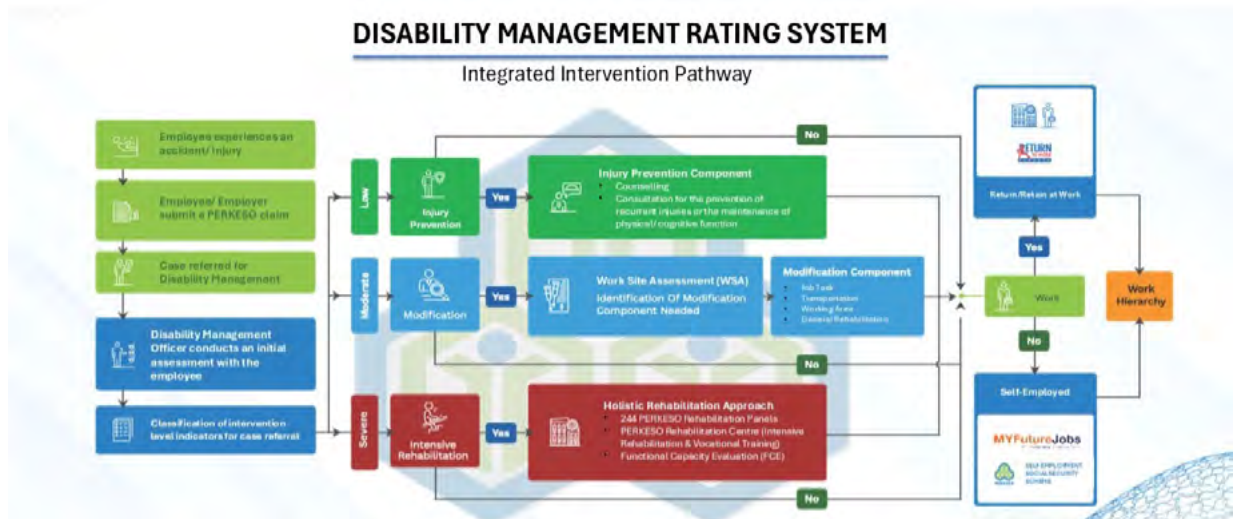 DISABILITY MANAGEMENT RATING SYSTEM
Integrated Intervention Pathway
Employee experiences an
accident/ Injury
Employee/ Employer
submit a PERKESO claim
Case referred for
Disability Management
Disability Management
Officer conducts an initial
assessment with the
employee
Classification of intervention
level indicators for case referral
Low
Injury
Prevention
Yes
No
Injury Prevention Component
• Counselling
• Consultation for the prevention of
recurrent injuries or the maintenance of
physical/ cognitive function
Moderate
Modification
Yes
No
Work Site Assessment (WSA)
Identification Of Modification
Component Needed
Modification Component
• Job Task
• Transportation
• Working Area
• General Rehabilitation
Severe
Intensive
Rehabilitation
Yes
No
Holistic Rehabilitation Approach
• 244 PERKESO Rehabilitation Panels
• PERKESO Rehabilitation Centre (Intensive
Rehabilitation & Vocational Training)
• Functional Capacity Evaluation (FCE)
RETURN
Return/Retain at Work
Yes
Work
No
Self-Employed
MYFutureJobs
SELF-EMPLOYMENT
SOCIAL SECURITY
SCHEME
Work
Hierarchy